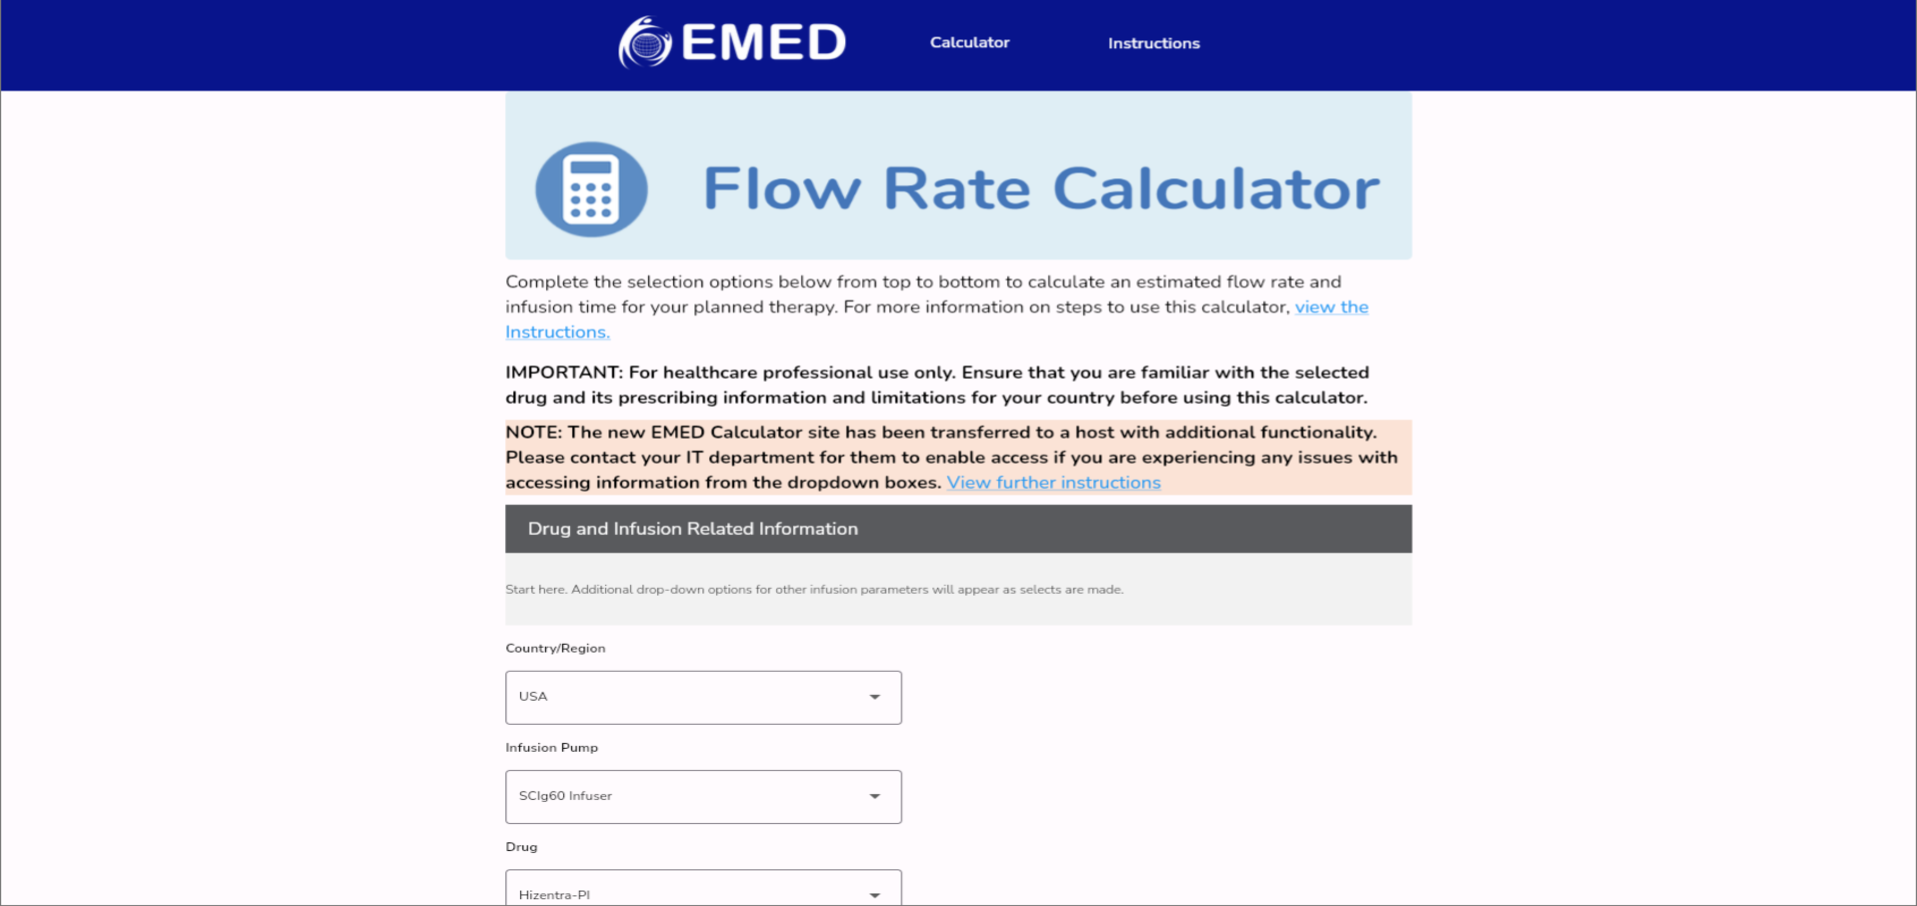 EMED
Calculator
Instructions
Flow Rate Calculator
Complete the selection options below from top to bottom to calculate an estimated flow rate and
infusion time for your planned therapy. For more information on steps to use this calculator, view the
Instructions.
IMPORTANT: For healthcare professional use only. Ensure that you are familiar with the selected
drug and its prescribing information and limitations for your country before using this calculator.
NOTE: The new EMED Calculator site has been transferred to a host with additional functionality.
Please contact your IT department for them to enable access if you are experiencing any issues with
accessing information from the dropdown boxes. View further instructions
Drug and Infusion Related Information
Start here. Additional drop-down options for other infusion parameters will appear as selects are made.
Country/Region
USA
Infusion Pump
SCIg60 Infuser
Drug
Hizentra-PI